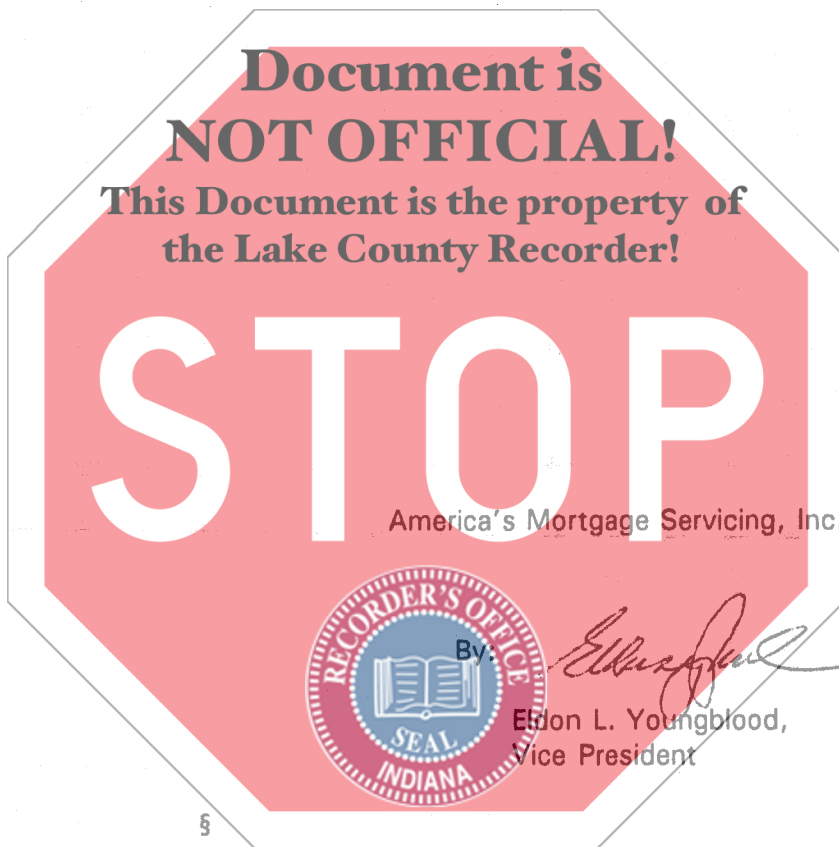 Document is
NOT OFFICIAL!
This Document is the property of
the Lake County Recorder!
STOP
America's Mortgage Servicing, Inc
RECORDER'S OFFICE
By:
SEAL
INDIANA
Eldon L. Youngblood,
Vice President
§